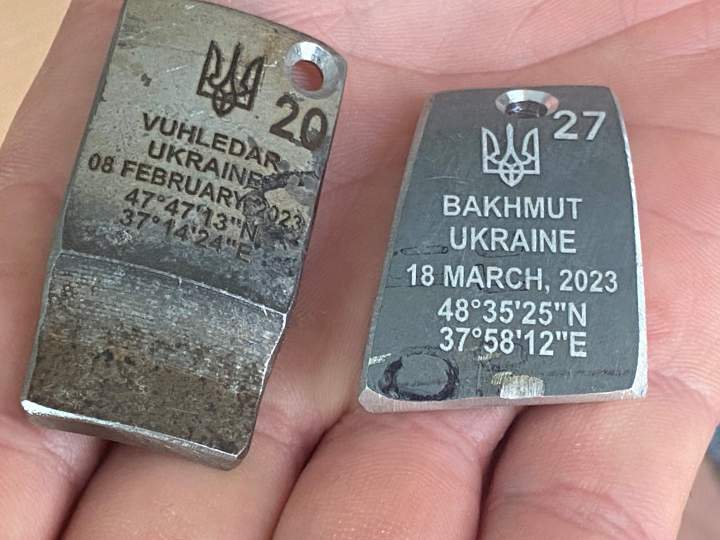 20
VUHLEDAR
UKRAINE
08 FEBRUARY, 2023
47°47'13"N
37°14'24"E
27
BAKHMUT
UKRAINE
18 MARCH, 2023
48°35'25"N
37°58'12"E